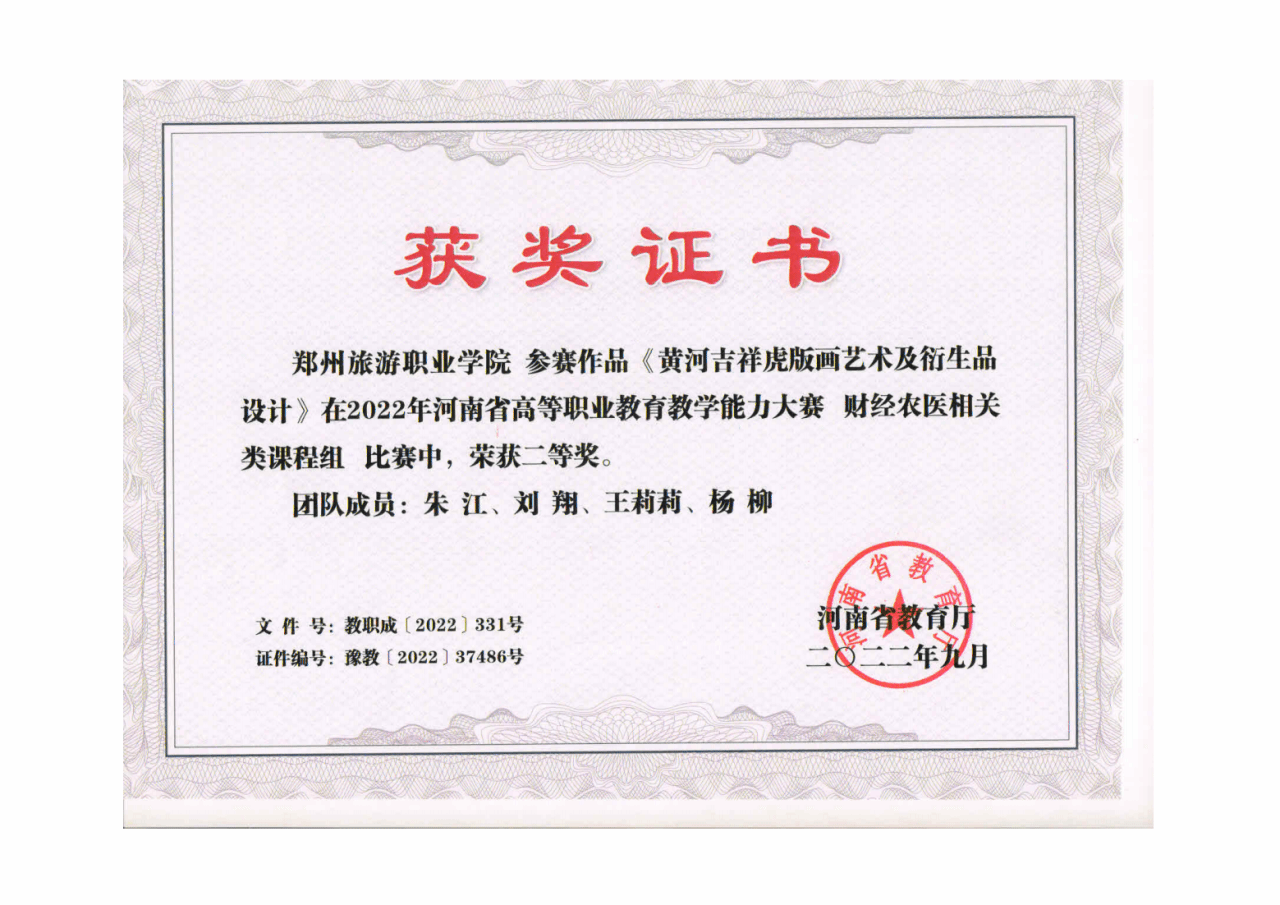 获奖证书
郑州旅游职业学院 参赛作品《黄河吉祥虎版画艺术及衍生品
设计》在2022年河南省高等职业教育教学能力大赛 财经农医相关
类课程组 比赛中，荣获二等奖。
团队成员：朱 江、刘 翔、王莉莉、杨 柳
文 件 号：教职成〔2022〕331号
证件编号：豫教〔2022〕37486号
河南省教育厅
河南省教育厅
二〇二二年九月